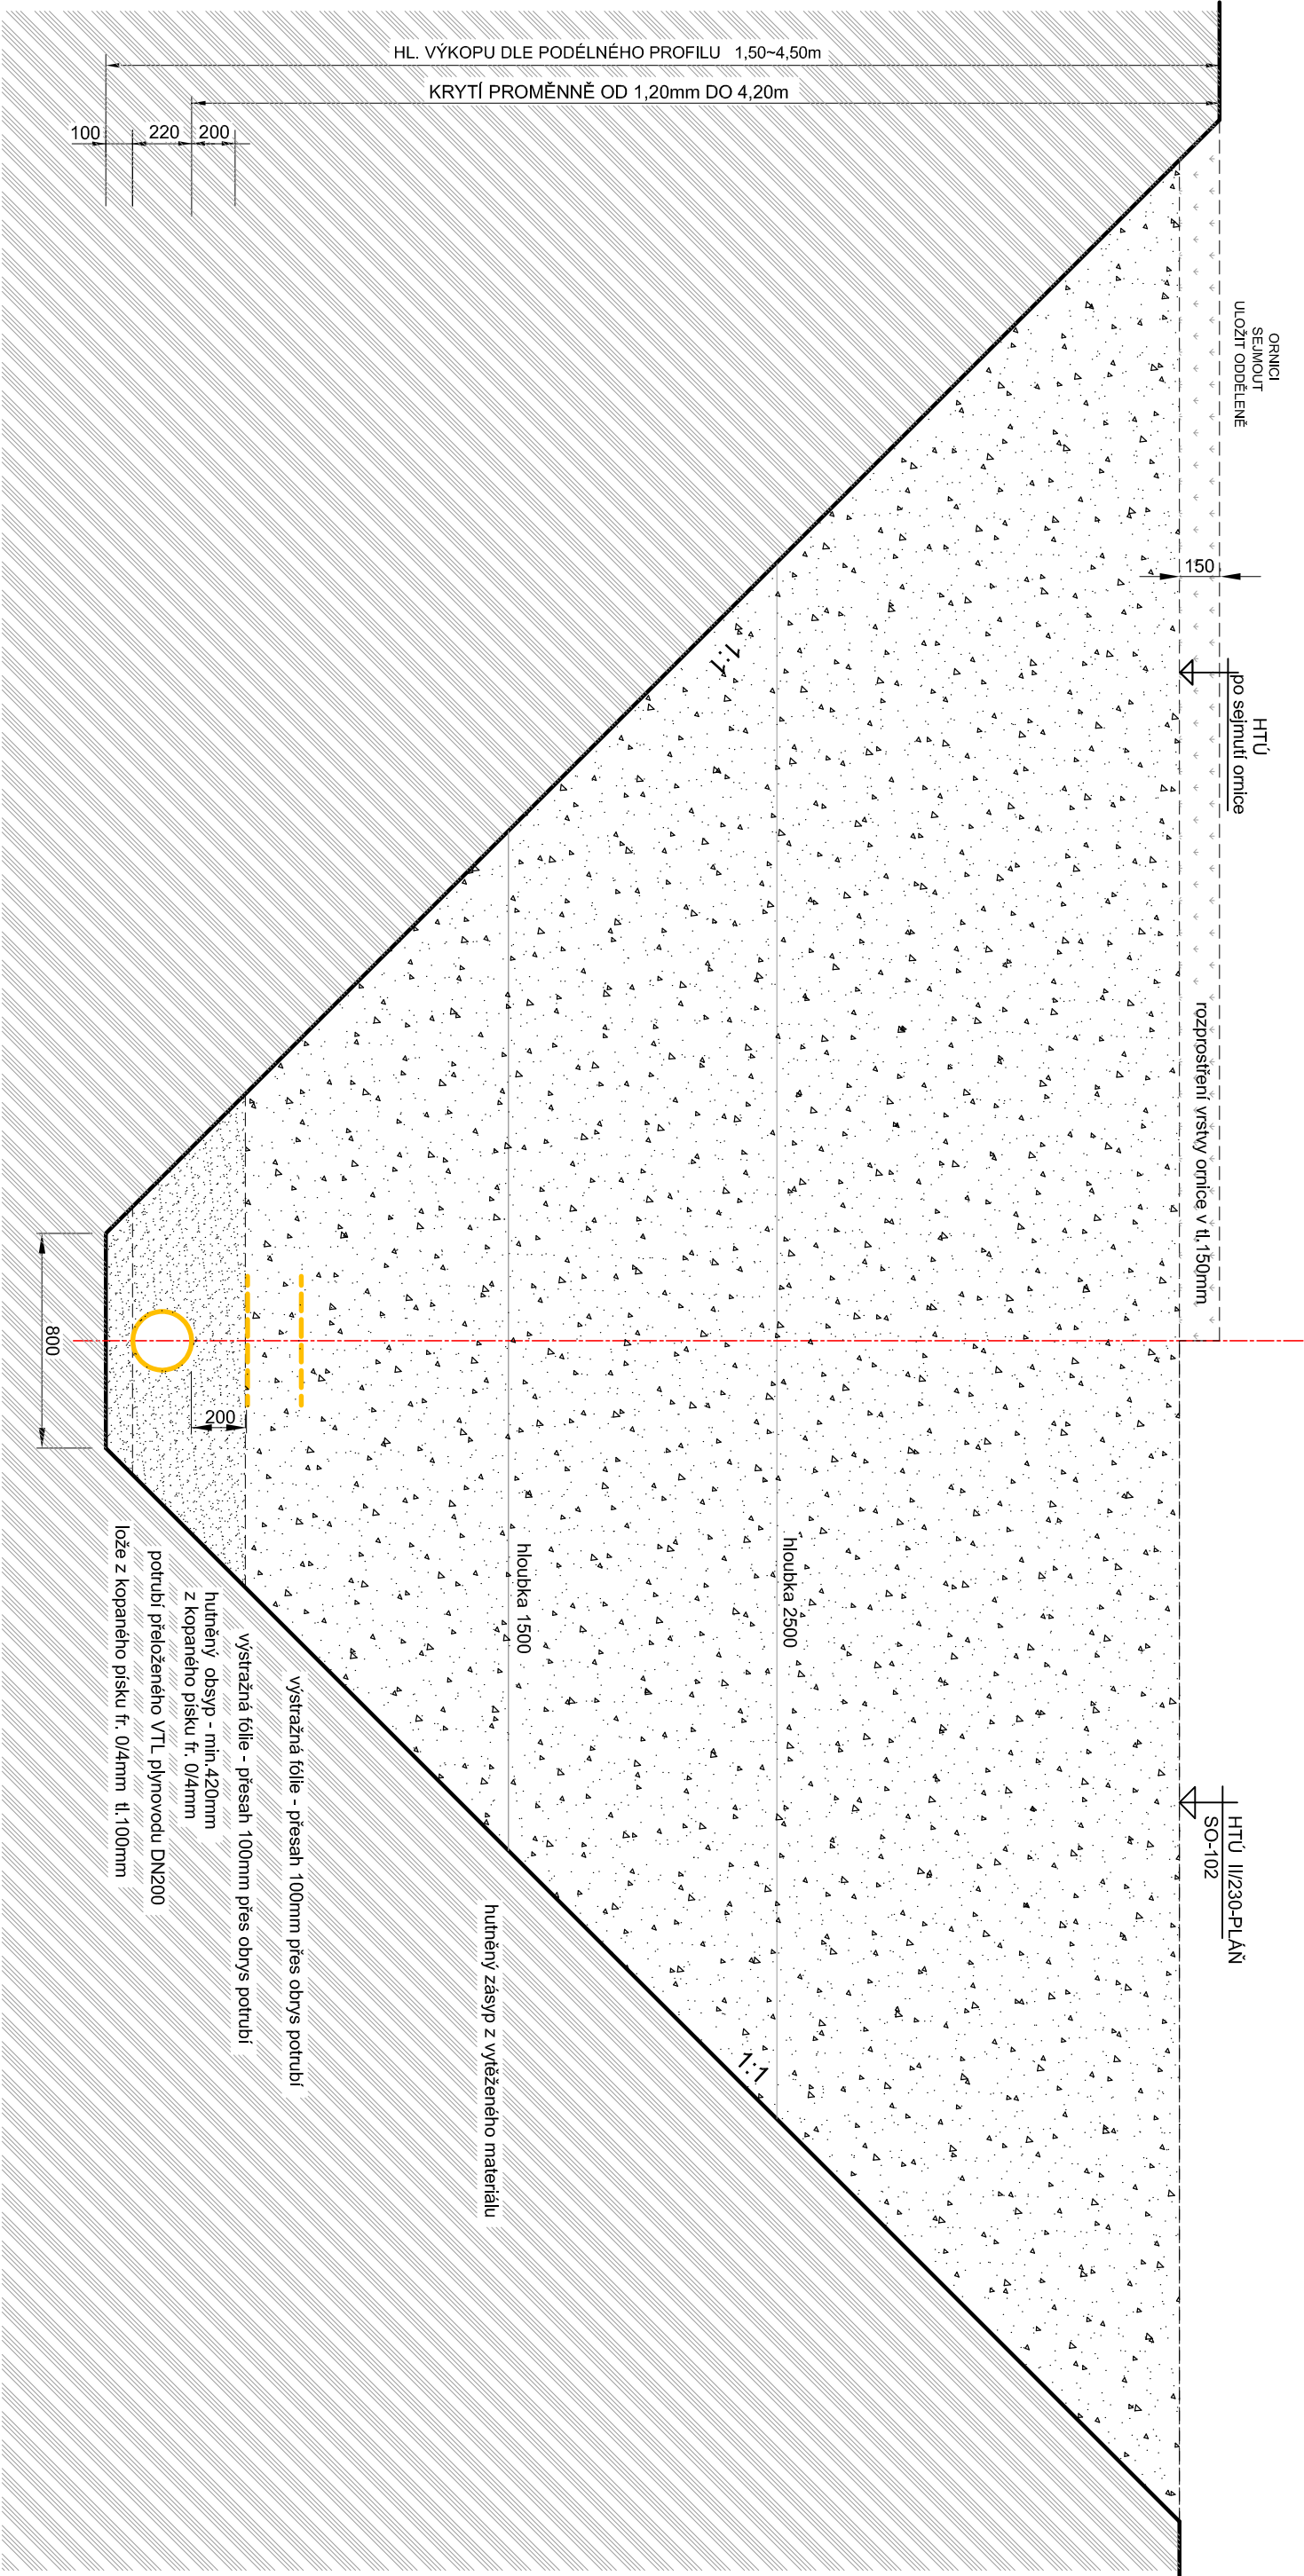 ORNICI
SEJMOUT
ULOŽIT ODDĚLENĚ
HTÚ
po sejmutí ornice
150
rozprostření vrstvy ornice v tl.150mm
HTÚ II/230-PLÁŇ
SO-102
HL. VÝKOPU DLE PODÉLNÉHO PROFILU 1,50~4,50m
KRYTÍ PROMĚNNĚ OD 1,20mm DO 4,20m
100
220
200
1:1
1:1
hloubka 2500
hloubka 1500
hutněný zásyp z vytěženého materiálu
výstražná fólie - přesah 100mm přes obrys potrubí
výstražná fólie - přesah 100mm přes obrys potrubí
hutněný obsyp - min.420mm
z kopaného písku fr. 0/4mm
potrubí přeloženého VTL plynovodu DN200
lože z kopaného písku fr. 0/4mm tl.100mm
200
800